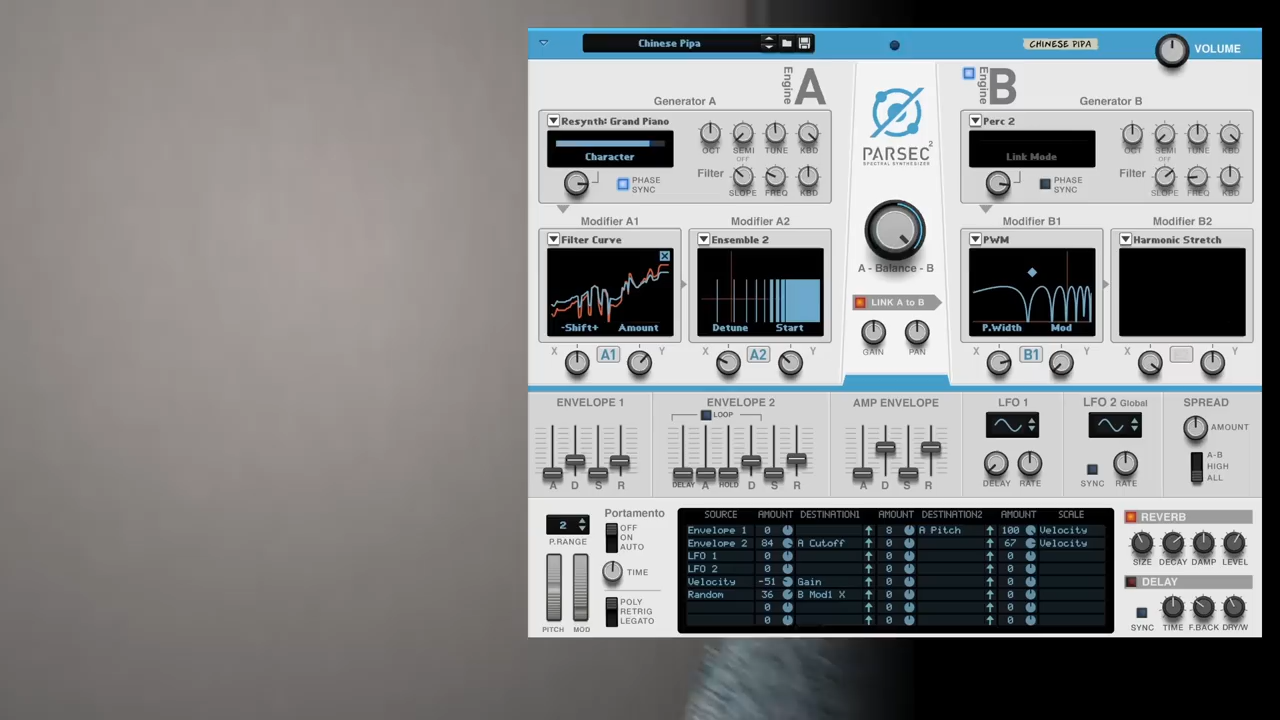 Chinese Pipa
CHINESE PIPA
VOLUME
Engine A
Engine B
Generator A
Resynth: Grand Piano
Character
PHASE SYNC
OCT SEMI TUNE KBD
OFF
Filter
SLOPE FREQ KBD
PARSEC2
SPECTRAL SYNTHESIZER
Generator B
Perc 2
Link Mode
PHASE SYNC
OCT SEMI TUNE KBD
OFF
Filter
SLOPE FREQ KBD
Modifier A1
Filter Curve
X
-Shift+ Amount
X A1 Y
Modifier A2
Ensemble 2
Detune Start
X A2 Y
A - Balance - B
LINK A to B
GAIN PAN
Modifier B1
PWM
P.Width Mod
X B1 Y
Modifier B2
Harmonic Stretch
X Y
ENVELOPE 1
A D S R
ENVELOPE 2
LOOP
DELAY A HOLD D S R
AMP ENVELOPE
A D S R
LFO 1
DELAY RATE
LFO 2 Global
SYNC RATE
SPREAD
AMOUNT
A-B
HIGH
ALL
2
P.RANGE
PITCH MOD
Portamento
OFF
ON
AUTO
TIME
POLY
RETRIG
LEGATO
SOURCE AMOUNT DESTINATION1 AMOUNT DESTINATION2 AMOUNT SCALE
Envelope 1 0 8 A Pitch 100 Velocity
Envelope 2 84 A Cutoff 0 67 Velocity
LFO 1 0 0 0
LFO 2 0 0 0
Velocity -51 Gain 0 0
Random 36 B Mod1 X 0 0
0 0 0
0 0 0
REVERB
SIZE DECAY DAMP LEVEL
DELAY
SYNC TIME F.BACK DRY/W